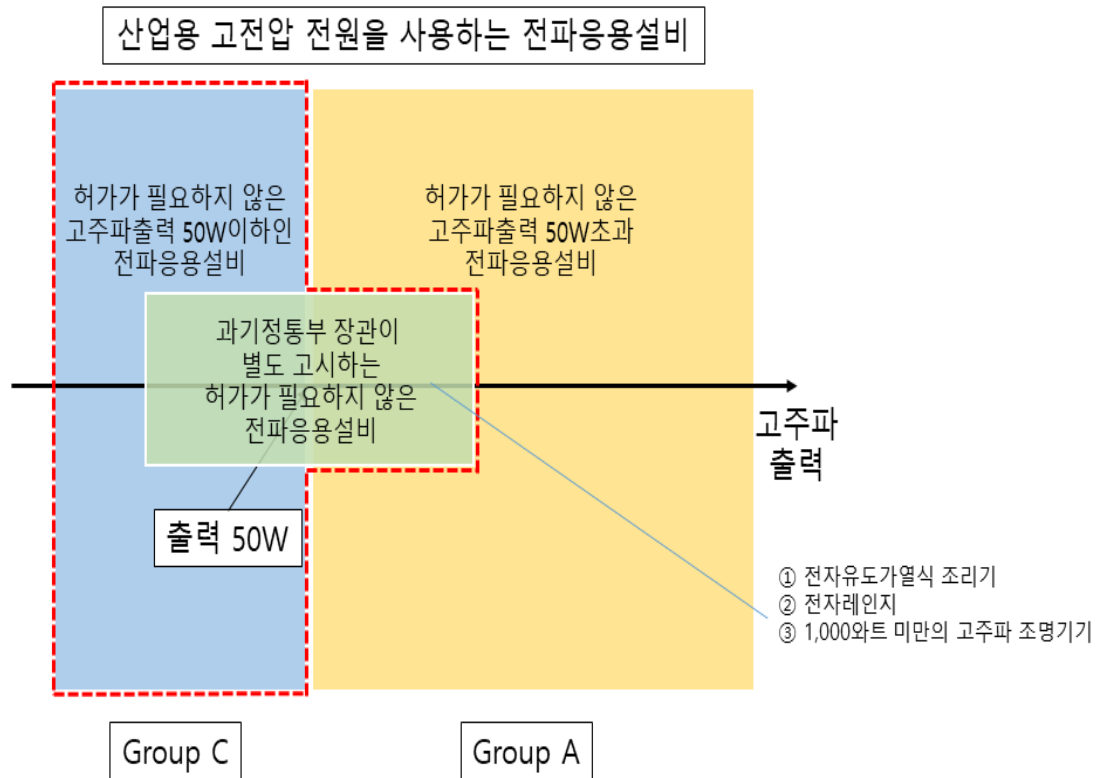 산업용 고전압 전원을 사용하는 전파응용설비
허가가 필요하지 않은
고주파출력 50W이하인
전파응용설비
허가가 필요하지 않은
고주파출력 50W초과
전파응용설비
과기정통부 장관이
별도 고시하는
허가가 필요하지 않은
전파응용설비
고주파
출력
출력 50W
① 전자유도가열식 조리기
② 전자레인지
③ 1,000와트 미만의 고주파 조명기기
Group C
Group A